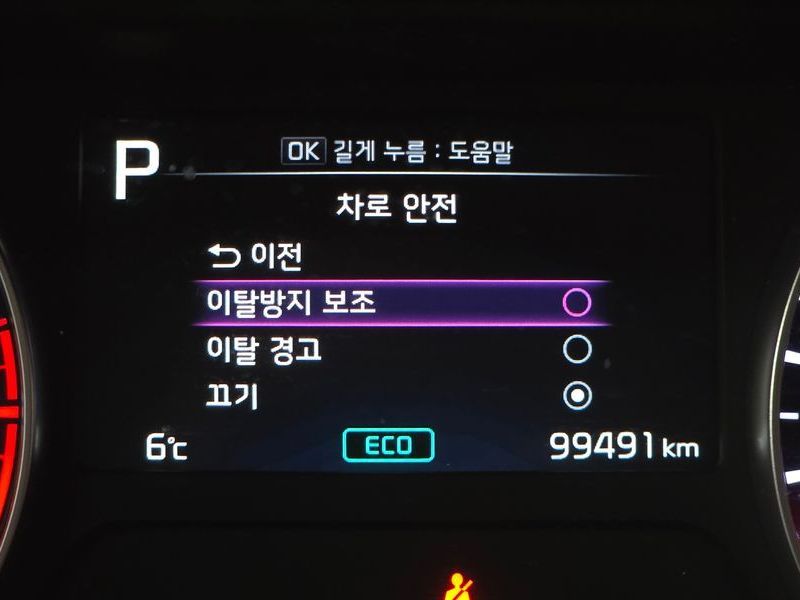 P
OK 길게 누름 : 도움말
차로 안전
이전
이탈방지 보조
이탈 경고
끄기
6℃ ECO 99491 km